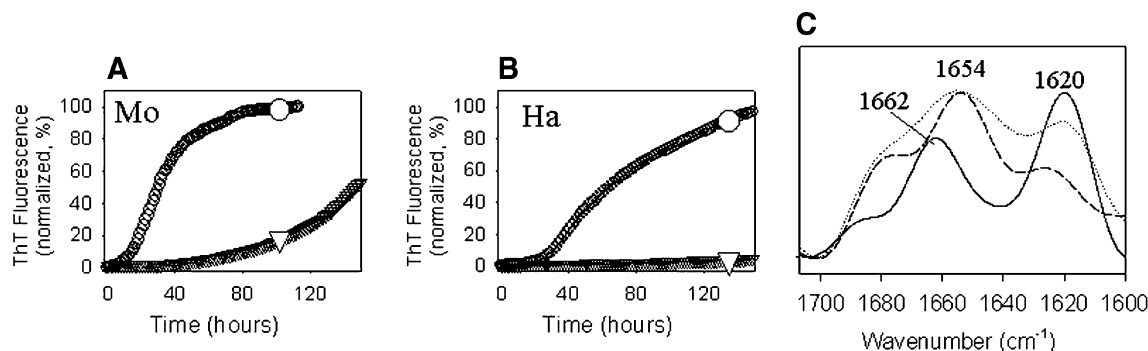 A
Mo
ThT Fluorescence
(normalized, %)
100
80
60
40
20
0
0 40 80 120
Time (hours)
B
Ha
ThT Fluorescence
(normalized, %)
100
80
60
40
20
0
0 40 80 120
Time (hours)
C
1654
1620
1662
1700 1680 1660 1640 1620 1600
Wavenumber (cm⁻¹)